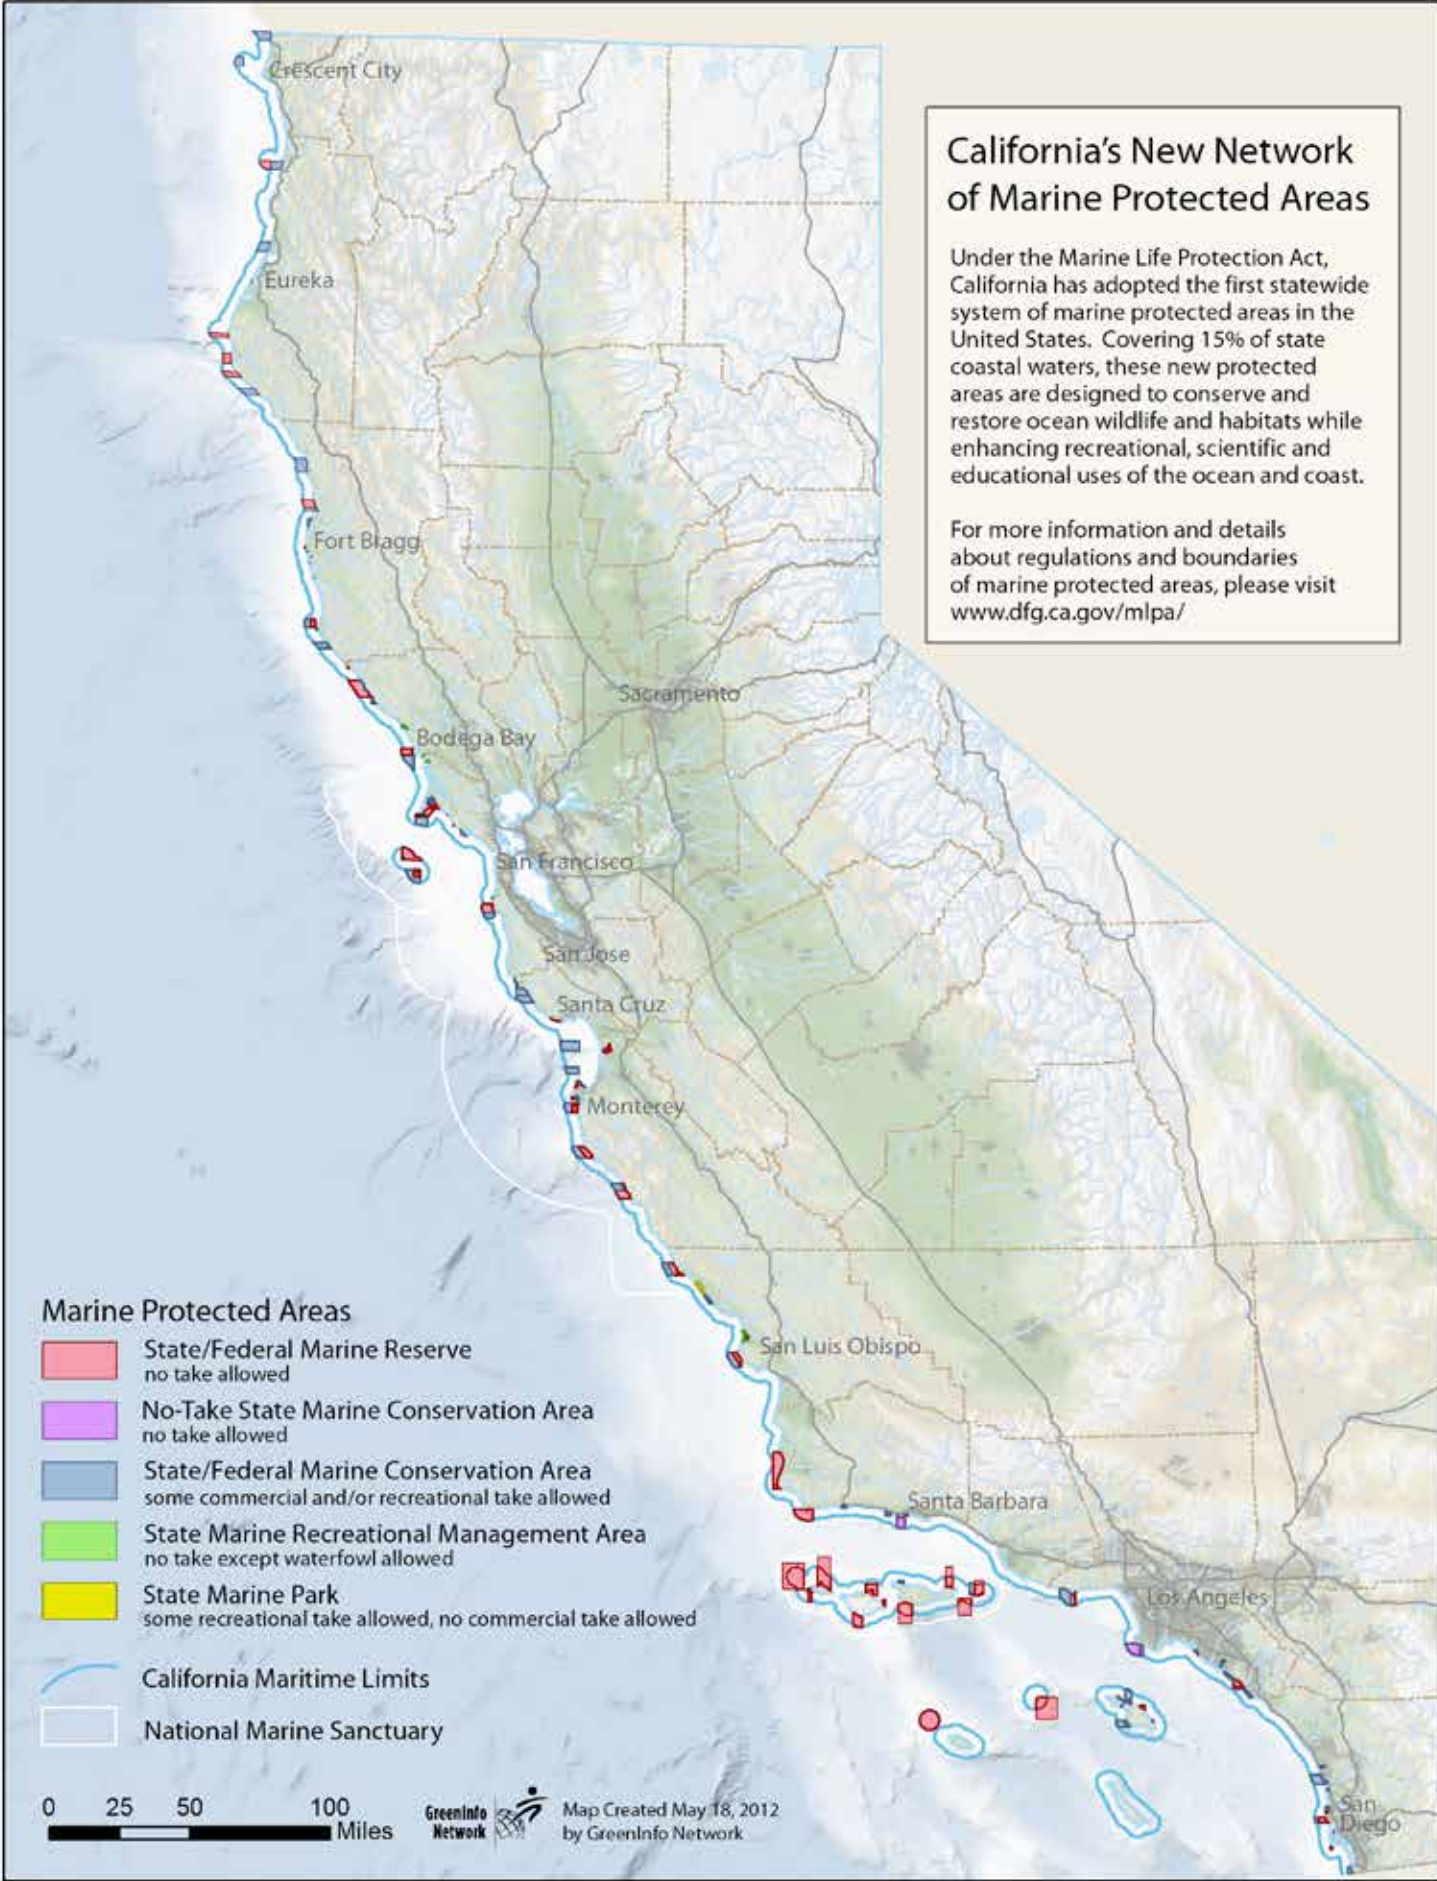 Crescent City
Eureka
Fort Bragg
Bodega Bay
Sacramento
San Francisco
San Jose
Santa Cruz
Monterey
San Luis Obispo
Santa Barbara
Los Angeles
San
Diego
California's New Network
of Marine Protected Areas
Under the Marine Life Protection Act,
California has adopted the first statewide
system of marine protected areas in the
United States. Covering 15% of state
coastal waters, these new protected
areas are designed to conserve and
restore ocean wildlife and habitats while
enhancing recreational, scientific and
educational uses of the ocean and coast.
For more information and details
about regulations and boundaries
of marine protected areas, please visit
www.dfg.ca.gov/mlpa/
Marine Protected Areas
State/Federal Marine Reserve
no take allowed
No-Take State Marine Conservation Area
no take allowed
State/Federal Marine Conservation Area
some commercial and/or recreational take allowed
State Marine Recreational Management Area
no take except waterfowl allowed
State Marine Park
some recreational take allowed, no commercial take allowed
California Maritime Limits
National Marine Sanctuary
0 25 50 100
Miles
GreenInfo
Network
Map Created May 18, 2012
by GreenInfo Network